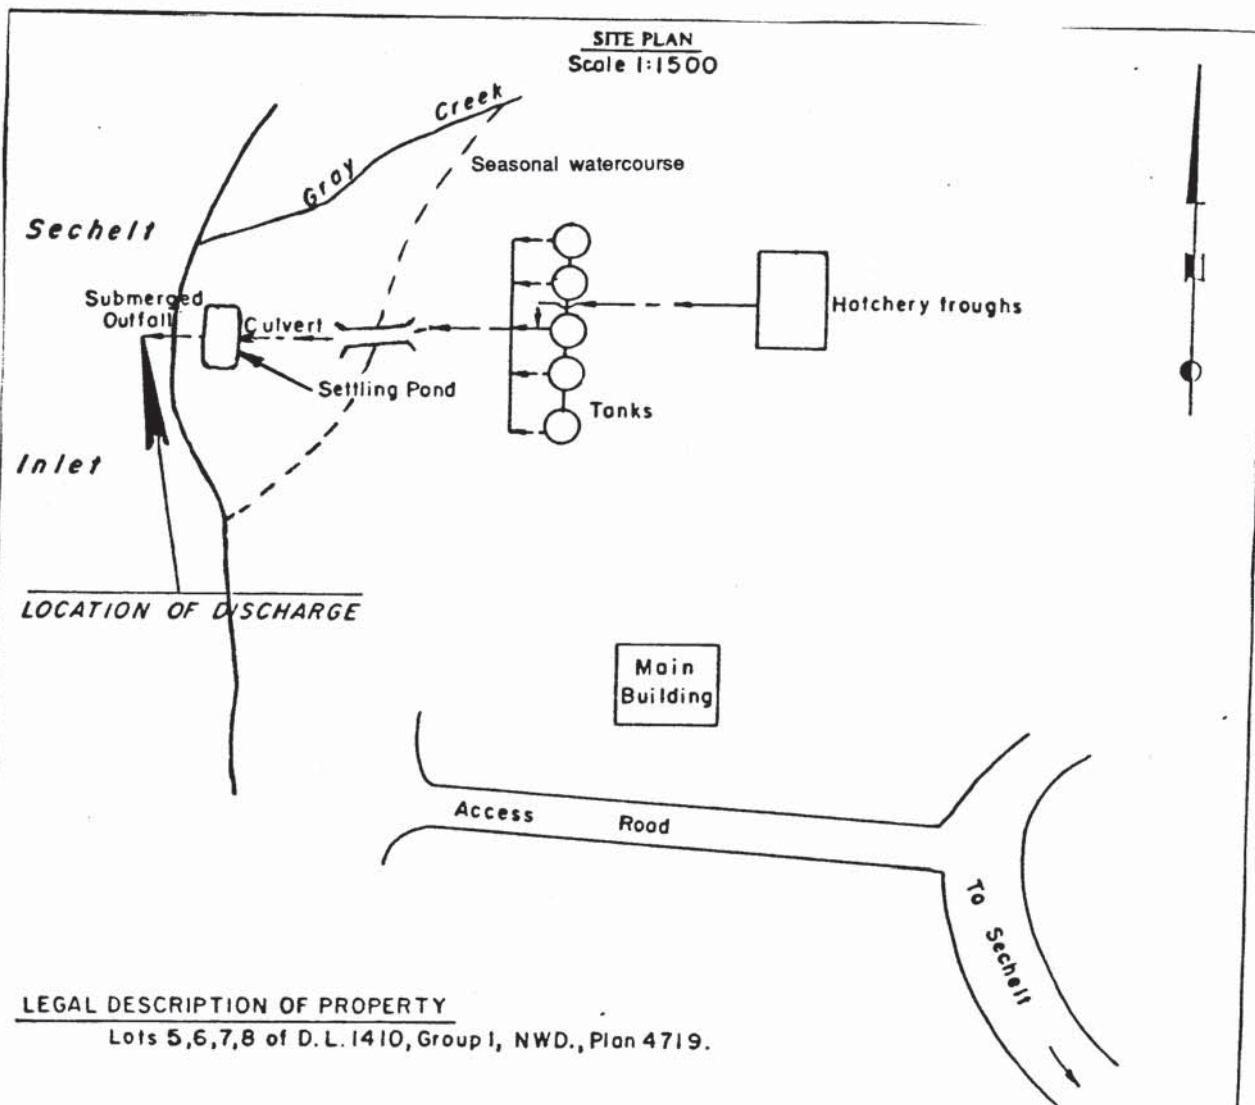 SITE PLAN
Scale 1:1500
Gray Creek
Seasonal watercourse
Sechelt
Inlet
Submerged
Outfall
Culvert
Settling Pond
Hatchery troughs
Tanks
LOCATION OF DISCHARGE
Main
Building
Access Road
To Sechelt
LEGAL DESCRIPTION OF PROPERTY
Lots 5,6,7,8 of D.L. 1410, Group 1, NWD., Plan 4719.